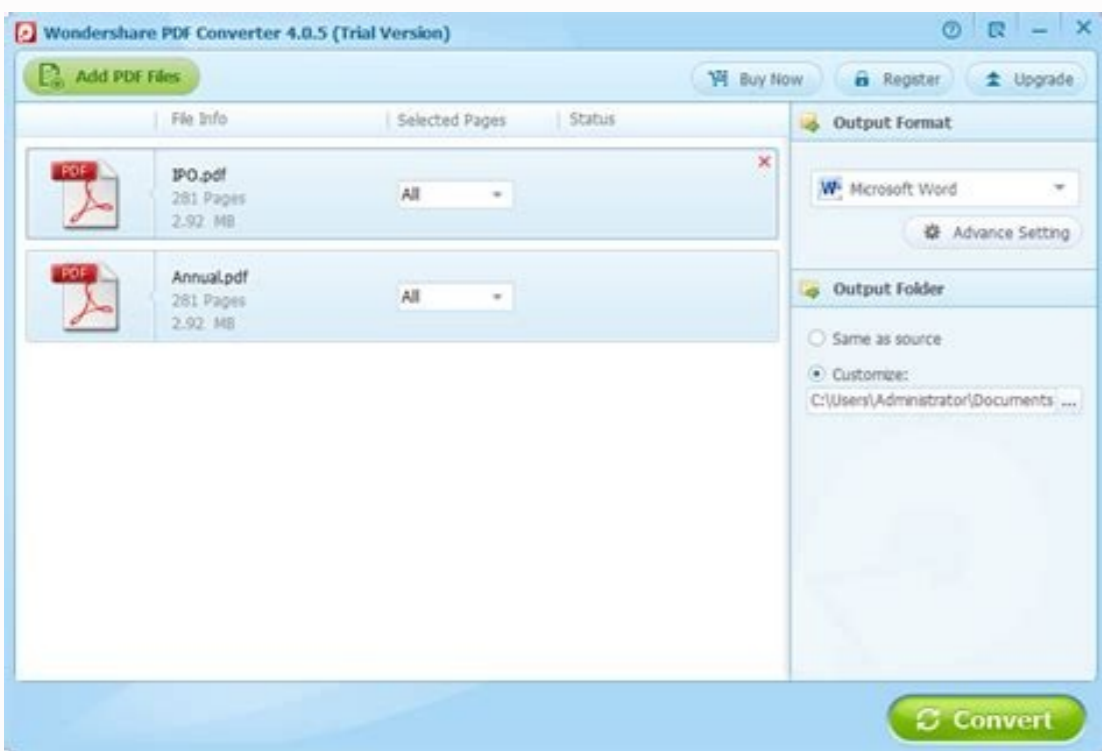 Wondershare PDF Converter 4.0.5 (Trial Version)
Add PDF Files
Buy Now
Register
Upgrade
File Info
Selected Pages
Status
Output Format
PDF
IPO.pdf
281 Pages
2.92 MB
All
W
Microsoft Word
Advance Setting
PDF
Annual.pdf
281 Pages
2.92 MB
All
Output Folder
Same as source
Customize:
C:\Users\Administrator\Documents ...
Convert